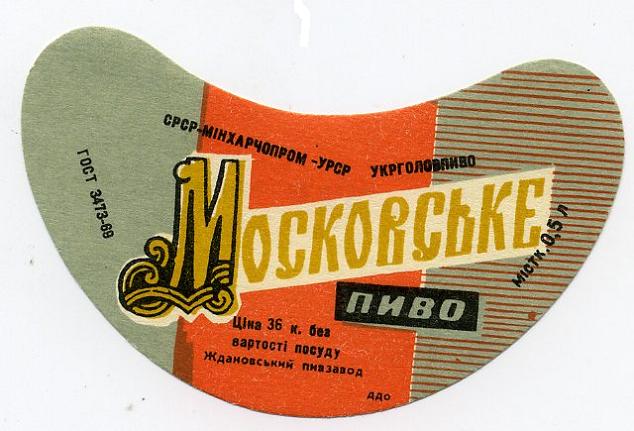 СРСР-МІНХАРЧОПРОМ-УРСР УКРГОЛОВПИВО
ГОСТ 3473-69
МОСКОВСЬКЕ
ПИВО
містк. 0,5 л
Ціна 36 к. без
вартості посуду
Ждановський пивзавод
ДДО